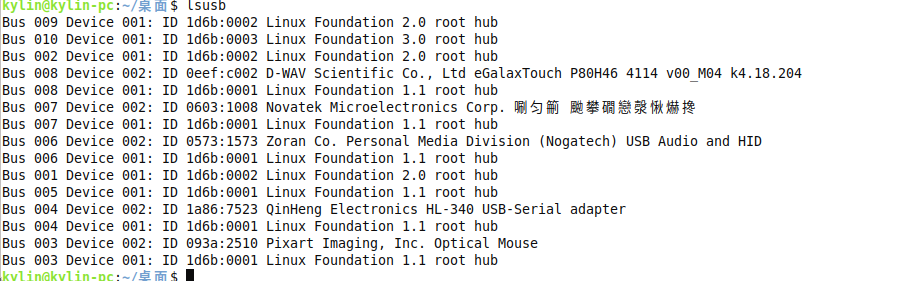 kylin@kylin-pc:~/桌面$ lsusb
Bus 009 Device 001: ID 1d6b:0002 Linux Foundation 2.0 root hub
Bus 010 Device 001: ID 1d6b:0003 Linux Foundation 3.0 root hub
Bus 002 Device 001: ID 1d6b:0002 Linux Foundation 2.0 root hub
Bus 008 Device 002: ID 0eef:c002 D-WAV Scientific Co., Ltd eGalaxTouch P80H46 4114 v00_M04 k4.18.204
Bus 008 Device 001: ID 1d6b:0001 Linux Foundation 1.1 root hub
Bus 007 Device 002: ID 0603:1008 Novatek Microelectronics Corp.
Bus 007 Device 001: ID 1d6b:0001 Linux Foundation 1.1 root hub
Bus 006 Device 002: ID 0573:1573 Zoran Co. Personal Media Division (Nogatech) USB Audio and HID
Bus 006 Device 001: ID 1d6b:0001 Linux Foundation 1.1 root hub
Bus 001 Device 001: ID 1d6b:0002 Linux Foundation 2.0 root hub
Bus 005 Device 001: ID 1d6b:0001 Linux Foundation 1.1 root hub
Bus 004 Device 002: ID 1a86:7523 QinHeng Electronics HL-340 USB-Serial adapter
Bus 004 Device 001: ID 1d6b:0001 Linux Foundation 1.1 root hub
Bus 003 Device 002: ID 093a:2510 Pixart Imaging, Inc. Optical Mouse
Bus 003 Device 001: ID 1d6b:0001 Linux Foundation 1.1 root hub
kylin@kylin-pc:~/桌面$